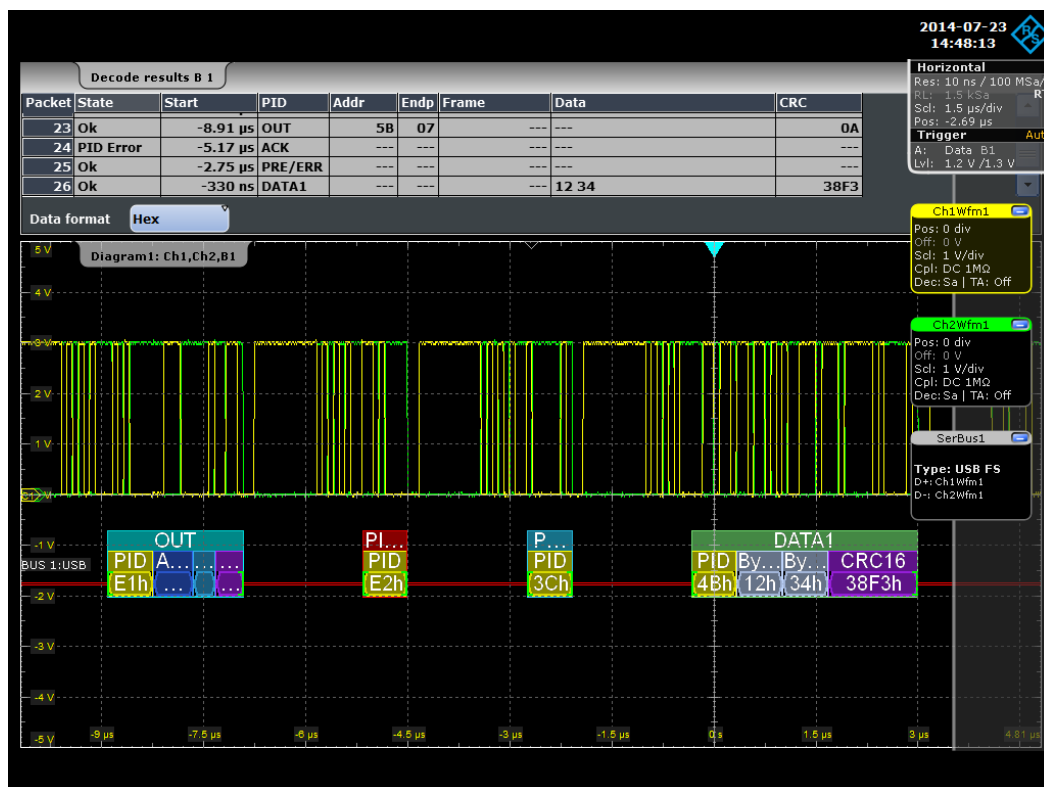 2014-07-23
14:48:13
Decode results B 1
Packet State Start PID Addr Endp Frame Data CRC
23 Ok -8.91 µs OUT 5B 07 --- --- 0A
24 PID Error -5.17 µs ACK --- --- --- --- ---
25 Ok -2.75 µs PRE/ERR --- --- --- --- ---
26 Ok -330 ns DATA1 --- --- --- 12 34 38F3
Data format Hex
Horizontal
Res: 10 ns / 100 MSa/
RL: 1.5 kSa R
Scl: 1.5 µs/div
Pos: -2.69 µs
Trigger Aut
A: Data B1
Lvl: 1.2 V /1.3 V
Ch1Wfm1
Pos: 0 div
Off: 0 V
Scl: 1 V/div
Cpl: DC 1MΩ
Dec: Sa | TA: Off
Ch2Wfm1
Pos: 0 div
Off: 0 V
Scl: 1 V/div
Cpl: DC 1MΩ
Dec: Sa | TA: Off
SerBus1
Type: USB FS
D+: Ch1Wfm1
D-: Ch2Wfm1
Diagram1: Ch1,Ch2,B1
5 V
4 V
3 V
2 V
1 V
-1 V
-2 V
-3 V
-4 V
-5 V
BUS 1:USB
OUT PI... P... DATA1
PID A... ... ... PID PID PID By... By... CRC16
E1h ... ... E2h 3Ch 4Bh 12h 34h 38F3h
-9 µs -7.5 µs -6 µs -4.5 µs -3 µs -1.5 µs 0 s 1.5 µs 3 µs 4.81 µs